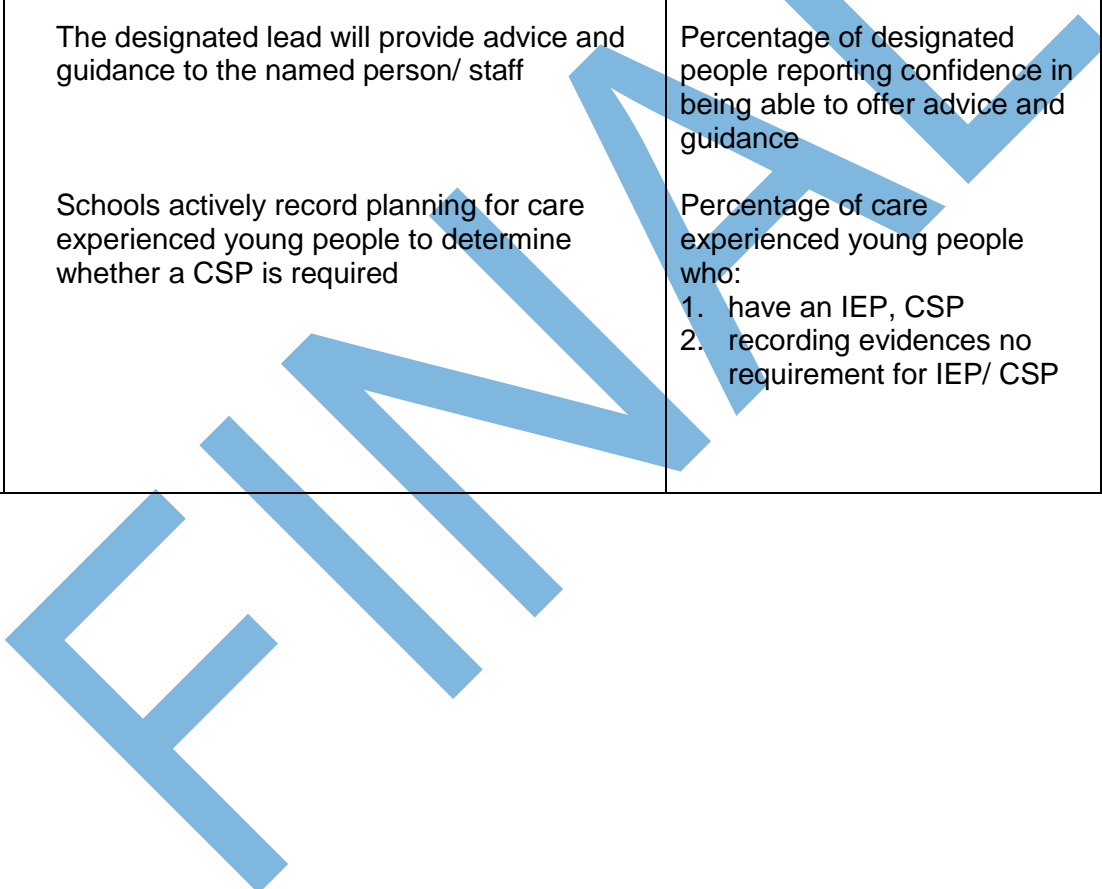 The designated lead will provide advice and
guidance to the named person/ staff
Percentage of designated
people reporting confidence in
being able to offer advice and
guidance
Schools actively record planning for care
experienced young people to determine
whether a CSP is required
Percentage of care
experienced young people
who:
1. have an IEP, CSP
2. recording evidences no
requirement for IEP/ CSP
FINAL